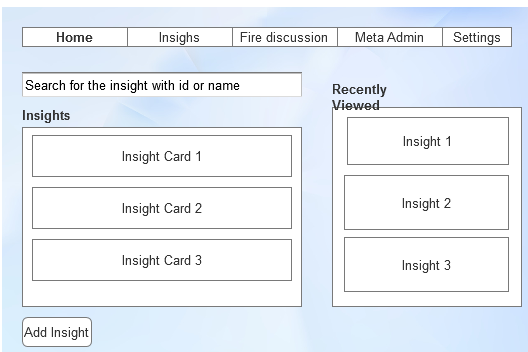 Home Insighs Fire discussion Meta Admin Settings
Search for the insight with id or name
Recently
Viewed
Insights
Insight Card 1
Insight Card 2
Insight Card 3
Insight 1
Insight 2
Insight 3
Add Insight